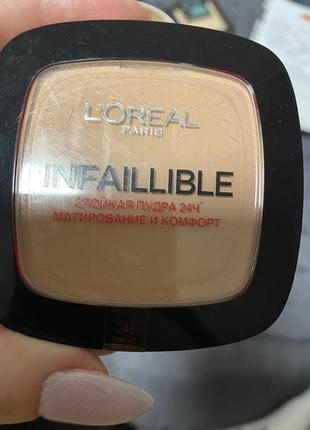 L'ORÉAL
PARIS
INFAILLIBLE
СТОЙКАЯ ПУДРА 24Ч
МАТИРОВАНИЕ И КОМФОРТ
245